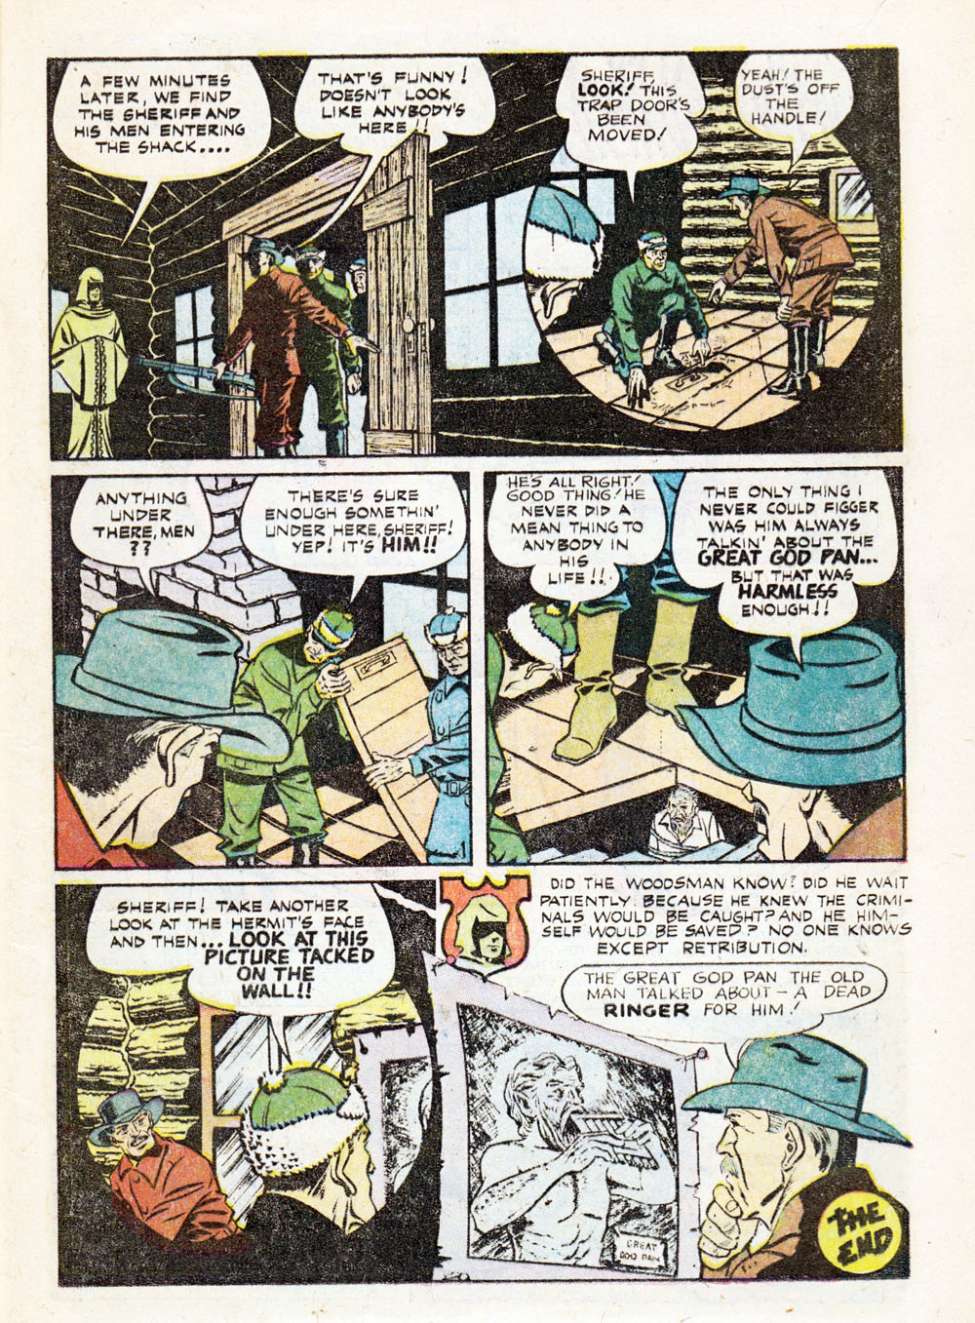 A FEW MINUTES
LATER, WE FIND
THE SHERIFF AND
HIS MEN ENTERING
THE SHACK....
THAT'S FUNNY!
DOESN'T LOOK
LIKE ANYBODY'S
HERE
SHERIFF,
LOOK! THIS
TRAP DOOR'S
BEEN
MOVED!
YEAH! THE
DUST'S OFF
THE
HANDLE!
ANYTHING
UNDER
THERE, MEN
??
THERE'S SURE
ENOUGH SOMETHIN'
UNDER HERE, SHERIFF!
YEP! IT'S HIM!!
HE'S ALL RIGHT!
GOOD THING! HE
NEVER DID A
MEAN THING TO
ANYBODY IN
HIS
LIFE!!
THE ONLY THING I
NEVER COULD FIGGER
WAS HIM ALWAYS
TALKIN' ABOUT THE
GREAT GOD PAN...
BUT THAT WAS
HARMLESS
ENOUGH!!
SHERIFF! TAKE ANOTHER
LOOK AT THE HERMIT'S FACE
AND THEN... LOOK AT THIS
PICTURE TACKED
ON THE
WALL!!
DID THE WOODSMAN KNOW? DID HE WAIT
PATIENTLY BECAUSE HE KNEW THE CRIMI-
NALS WOULD BE CAUGHT? AND HE HIM-
SELF WOULD BE SAVED? NO ONE KNOWS
EXCEPT RETRIBUTION.
THE GREAT GOD PAN THE OLD
MAN TALKED ABOUT - A DEAD
RINGER FOR HIM!
GREAT
GOD PAN
THE
END